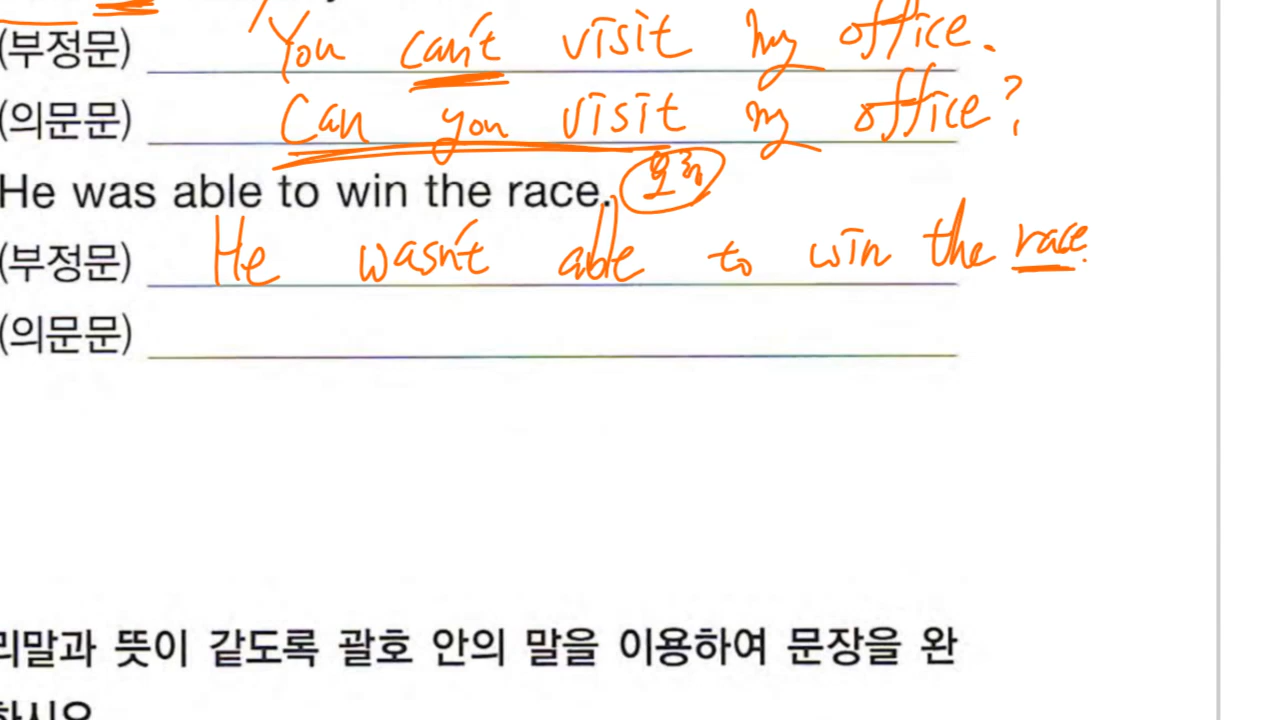 (부정문) You can't visit my office.
(의문문) Can you visit my office?
He was able to win the race.
(부정문) He wasn't able to win the race.
(의문문)
리말과 뜻이 같도록 괄호 안의 말을 이용하여 문장을 완
하시오